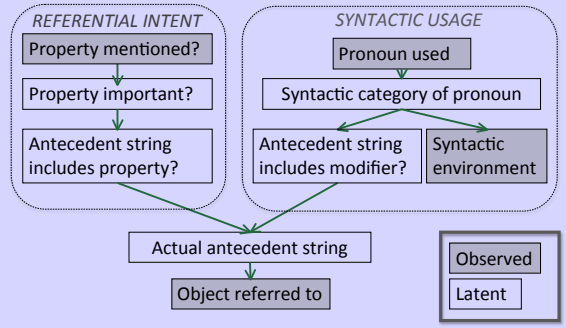 REFERENTIAL INTENT
Property mentioned?
Property important?
Antecedent string
includes property?
SYNTACTIC USAGE
Pronoun used
Syntactic category of pronoun
Antecedent string
includes modifier?
Syntactic
environment
Actual antecedent string
Object referred to
Observed
Latent